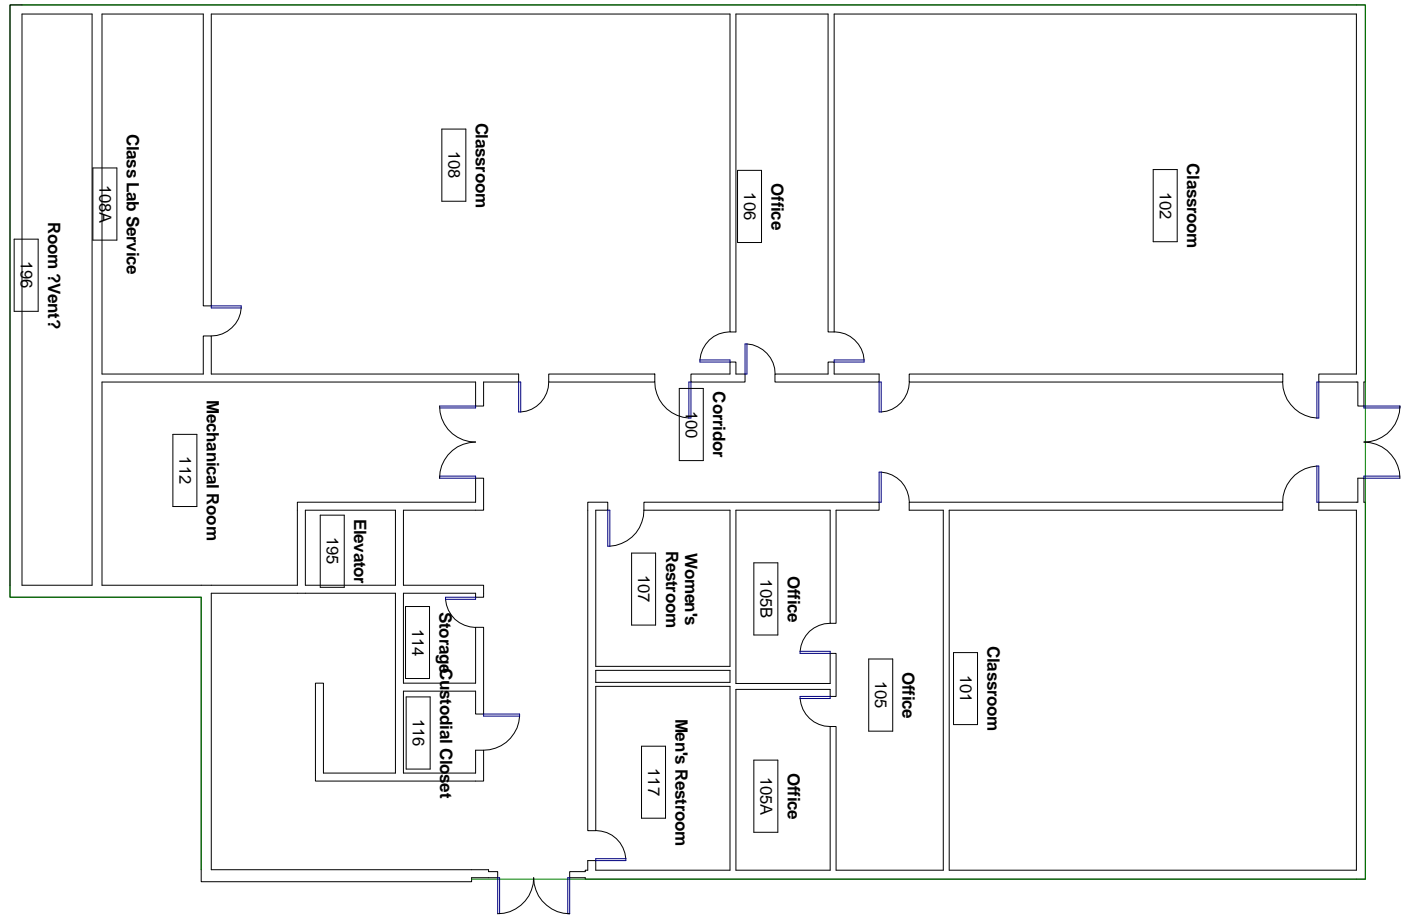 Classroom
102
Office
106
Classroom
108
Class Lab Service
108A
Room ?Vent?
196
Corridor
100
Mechanical Room
112
Elevator
195
Storage
114
Custodial Closet
116
Women's
Restroom
107
Men's Restroom
117
Office
105B
Office
105A
Office
105
Classroom
101